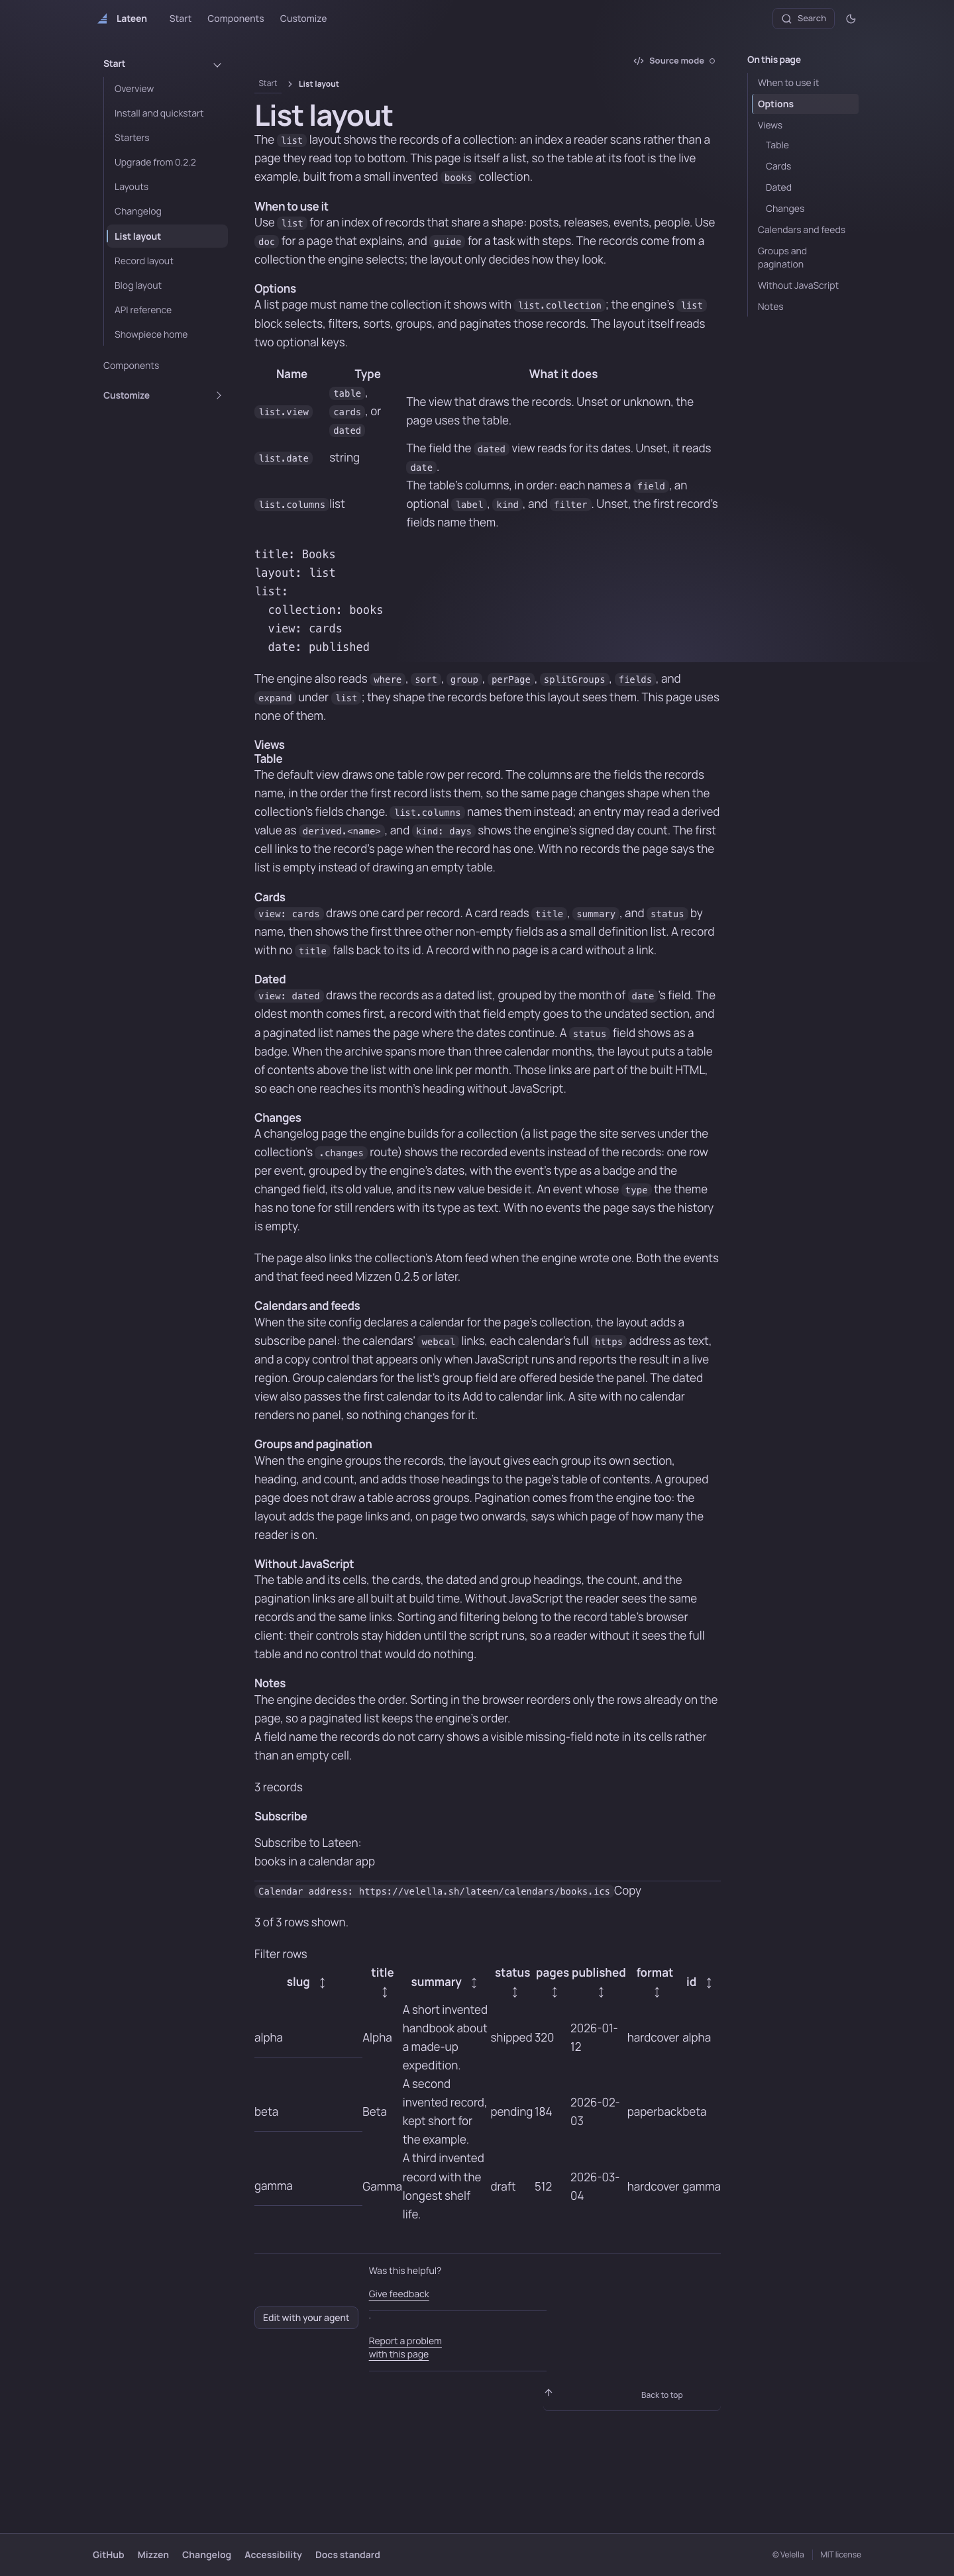 Lateen
Start
Components
Customize
Search
Start
Overview
Install and quickstart
Starters
Upgrade from 0.2.2
Layouts
Changelog
List layout
Record layout
Blog layout
API reference
Showpiece home
Components
Customize
Source mode
Start
List layout
List layout
The list layout shows the records of a collection: an index a reader scans rather than a
page they read top to bottom. This page is itself a list, so the table at its foot is the live
example, built from a small invented books collection.
When to use it
Use list for an index of records that share a shape: posts, releases, events, people. Use
doc for a page that explains, and guide for a task with steps. The records come from a
collection the engine selects; the layout only decides how they look.
Options
A list page must name the collection it shows with list.collection; the engine's list
block selects, filters, sorts, groups, and paginates those records. The layout itself reads
two optional keys.
Name Type What it does
list.view table, cards, or dated The view that draws the records. Unset or unknown, the
page uses the table.
list.date string The field the dated view reads for its dates. Unset, it reads
date.
list.columns list The table's columns, in order: each names a field, an
optional label, kind, and filter. Unset, the first record's
fields name them.
title: Books
layout: list
list:
  collection: books
  view: cards
  date: published
The engine also reads where, sort, group, perPage, splitGroups, fields, and
expand under list; they shape the records before this layout sees them. This page uses
none of them.
Views
Table
The default view draws one table row per record. The columns are the fields the records
name, in the order the first record lists them, so the same page changes shape when the
collection's fields change. list.columns names them instead; an entry may read a derived
value as derived.<name>, and kind: days shows the engine's signed day count. The first
cell links to the record's page when the record has one. With no records the page says the
list is empty instead of drawing an empty table.
Cards
view: cards draws one card per record. A card reads title, summary, and status by
name, then shows the first three other non-empty fields as a small definition list. A record
with no title falls back to its id. A record with no page is a card without a link.
Dated
view: dated draws the records as a dated list, grouped by the month of date's field. The
oldest month comes first, a record with that field empty goes to the undated section, and
a paginated list names the page where the dates continue. A status field shows as a
badge. When the archive spans more than three calendar months, the layout puts a table
of contents above the list with one link per month. Those links are part of the built HTML,
so each one reaches its month's heading without JavaScript.
Changes
A changelog page the engine builds for a collection (a list page the site serves under the
collection's .changes route) shows the recorded events instead of the records: one row
per event, grouped by the engine's dates, with the event's type as a badge and the
changed field, its old value, and its new value beside it. An event whose type the theme
has no tone for still renders with its type as text. With no events the page says the history
is empty.
The page also links the collection's Atom feed when the engine wrote one. Both the events
and that feed need Mizzen 0.2.5 or later.
Calendars and feeds
When the site config declares a calendar for the page's collection, the layout adds a
subscribe panel: the calendars' webcal links, each calendar's full https address as text,
and a copy control that appears only when JavaScript runs and reports the result in a live
region. Group calendars for the list's group field are offered beside the panel. The dated
view also passes the first calendar to its Add to calendar link. A site with no calendar
renders no panel, so nothing changes for it.
Groups and pagination
When the engine groups the records, the layout gives each group its own section,
heading, and count, and adds those headings to the page's table of contents. A grouped
page does not draw a table across groups. Pagination comes from the engine too: the
layout adds the page links and, on page two onwards, says which page of how many the
reader is on.
Without JavaScript
The table and its cells, the cards, the dated and group headings, the count, and the
pagination links are all built at build time. Without JavaScript the reader sees the same
records and the same links. Sorting and filtering belong to the record table's browser
client: their controls stay hidden until the script runs, so a reader without it sees the full
table and no control that would do nothing.
Notes
The engine decides the order. Sorting in the browser reorders only the rows already on the
page, so a paginated list keeps the engine's order.
A field name the records do not carry shows a visible missing-field note in its cells rather
than an empty cell.
3 records
Subscribe
Subscribe to Lateen:
books in a calendar app
Calendar address: https://velella.sh/lateen/calendars/books.ics Copy
3 of 3 rows shown.
Filter rows
slug ↕ title ↕ summary ↕ status ↕ pages ↕ published ↕ format ↕ id ↕
alpha Alpha A short invented handbook about a made-up expedition. shipped 320 2026-01-12 hardcover alpha
beta Beta A second invented record, kept short for the example. pending 184 2026-02-03 paperback beta
gamma Gamma A third invented record with the longest shelf life. draft 512 2026-03-04 hardcover gamma
Edit with your agent
Was this helpful?
Give feedback
·
Report a problem
with this page
Back to top
On this page
When to use it
Options
Views
Table
Cards
Dated
Changes
Calendars and feeds
Groups and
pagination
Without JavaScript
Notes
GitHub
Mizzen
Changelog
Accessibility
Docs standard
© Velella
MIT license